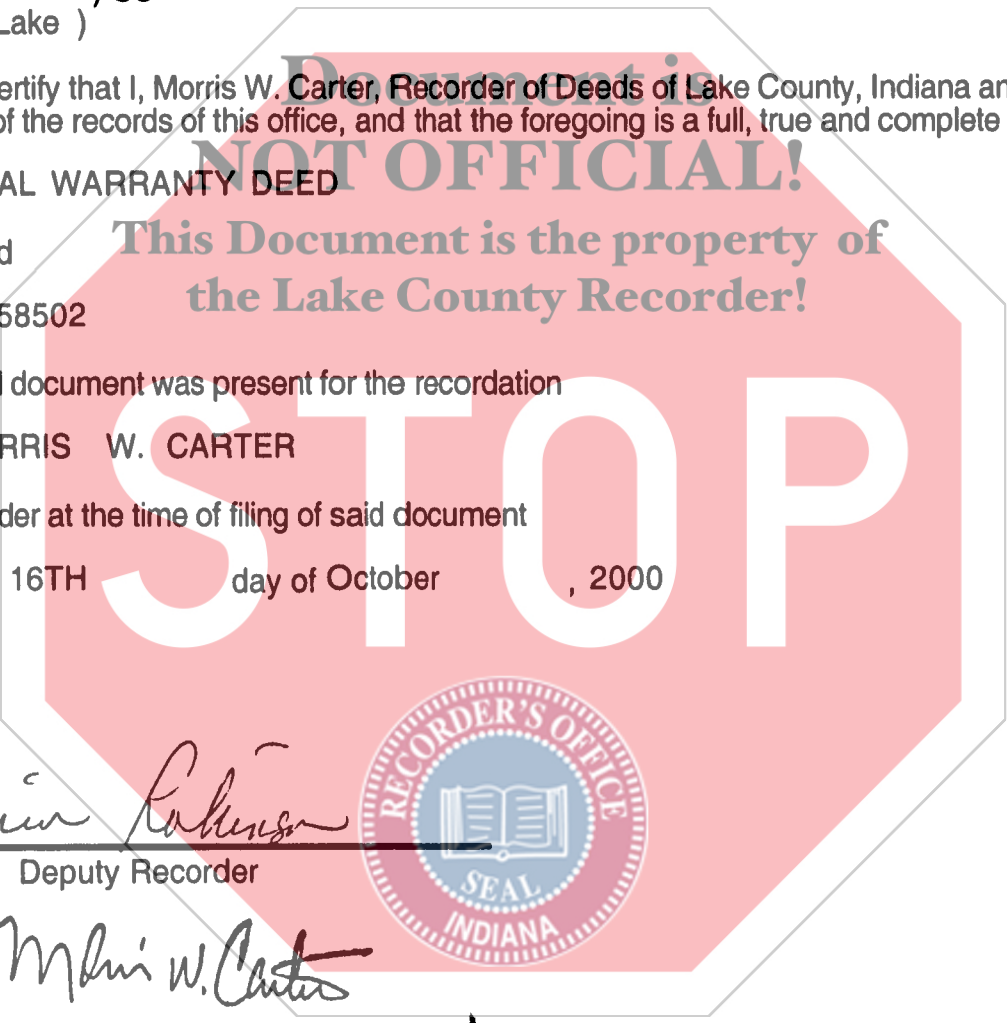 Lake )
ertify that I, Morris W. Carter, Recorder of Deeds of Lake County, Indiana an
of the records of this office, and that the foregoing is a full, true and complete
AL WARRANTY DEED
d
58502
document was present for the recordation
RRIS W. CARTER
der at the time of filing of said document
16TH day of October , 2000
Deputy Recorder
Morris W. Carter
Document is
NOT OFFICIAL!
This Document is the property of
the Lake County Recorder!
STOP
RECORDER'S OFFICE
SEAL
INDIANA